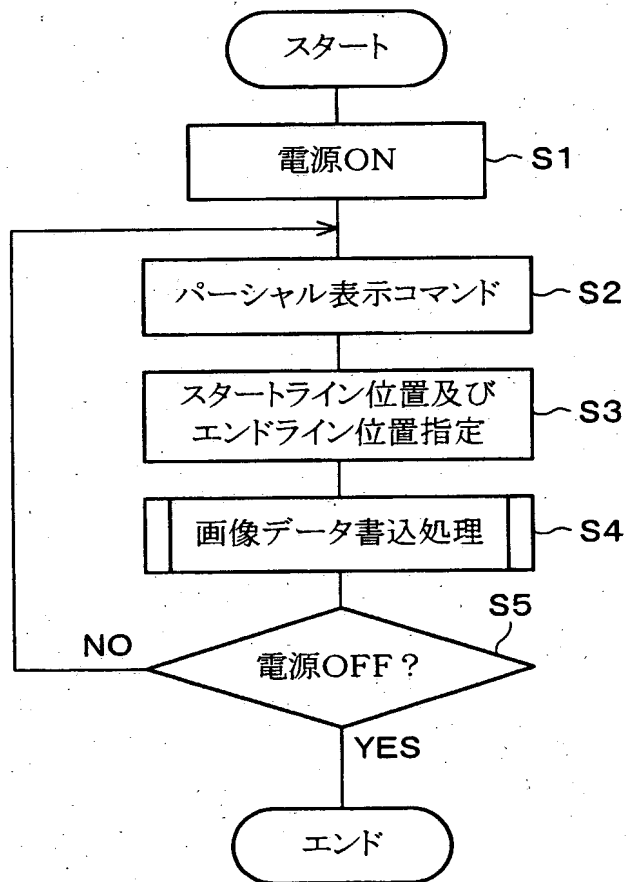 スタート
電源ON
S1
パーシャル表示コマンド
S2
スタートライン位置及び
エンドライン位置指定
S3
画像データ書込処理
S4
S5
電源OFF？
NO
YES
エンド